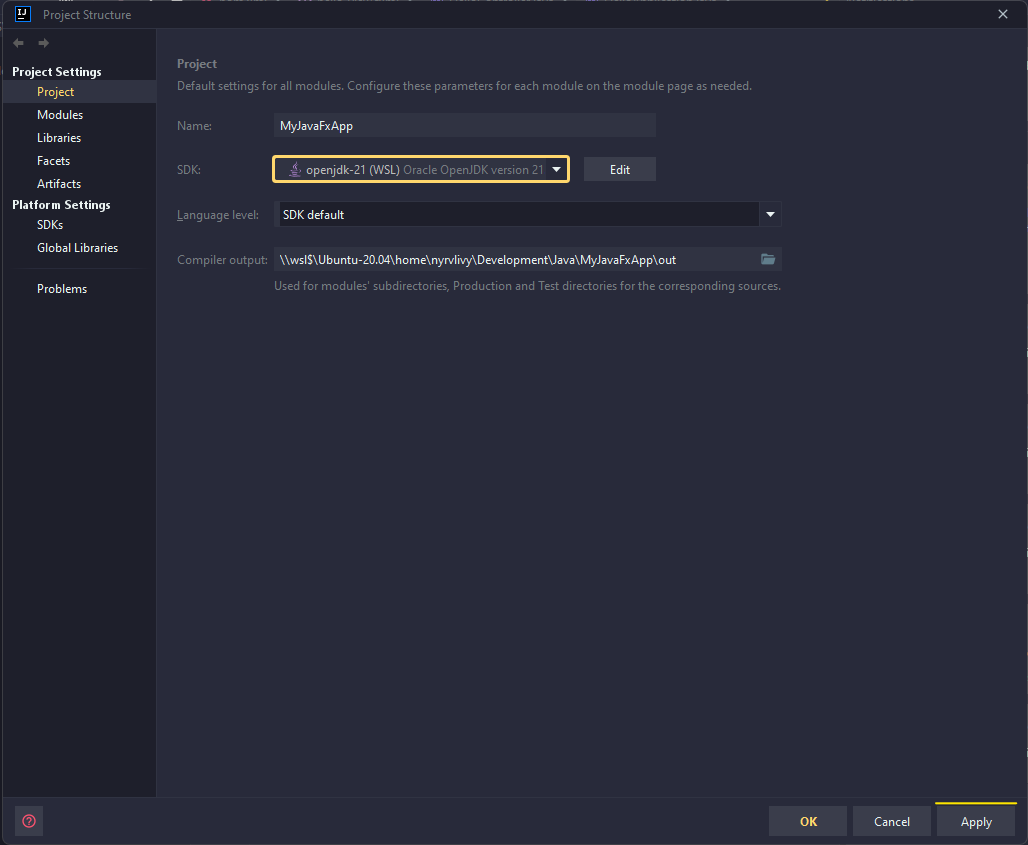 IJ
Project Structure
Project Settings
Project
Modules
Libraries
Facets
Artifacts
Platform Settings
SDKs
Global Libraries
Problems
Project
Default settings for all modules. Configure these parameters for each module on the module page as needed.
Name: MyJavaFxApp
SDK: openjdk-21 (WSL) Oracle OpenJDK version 21 Edit
Language level: SDK default
Compiler output: \\wsl$\Ubuntu-20.04\home\nyrvlivy\Development\Java\MyJavaFxApp\out
Used for modules' subdirectories, Production and Test directories for the corresponding sources.
? OK Cancel Apply